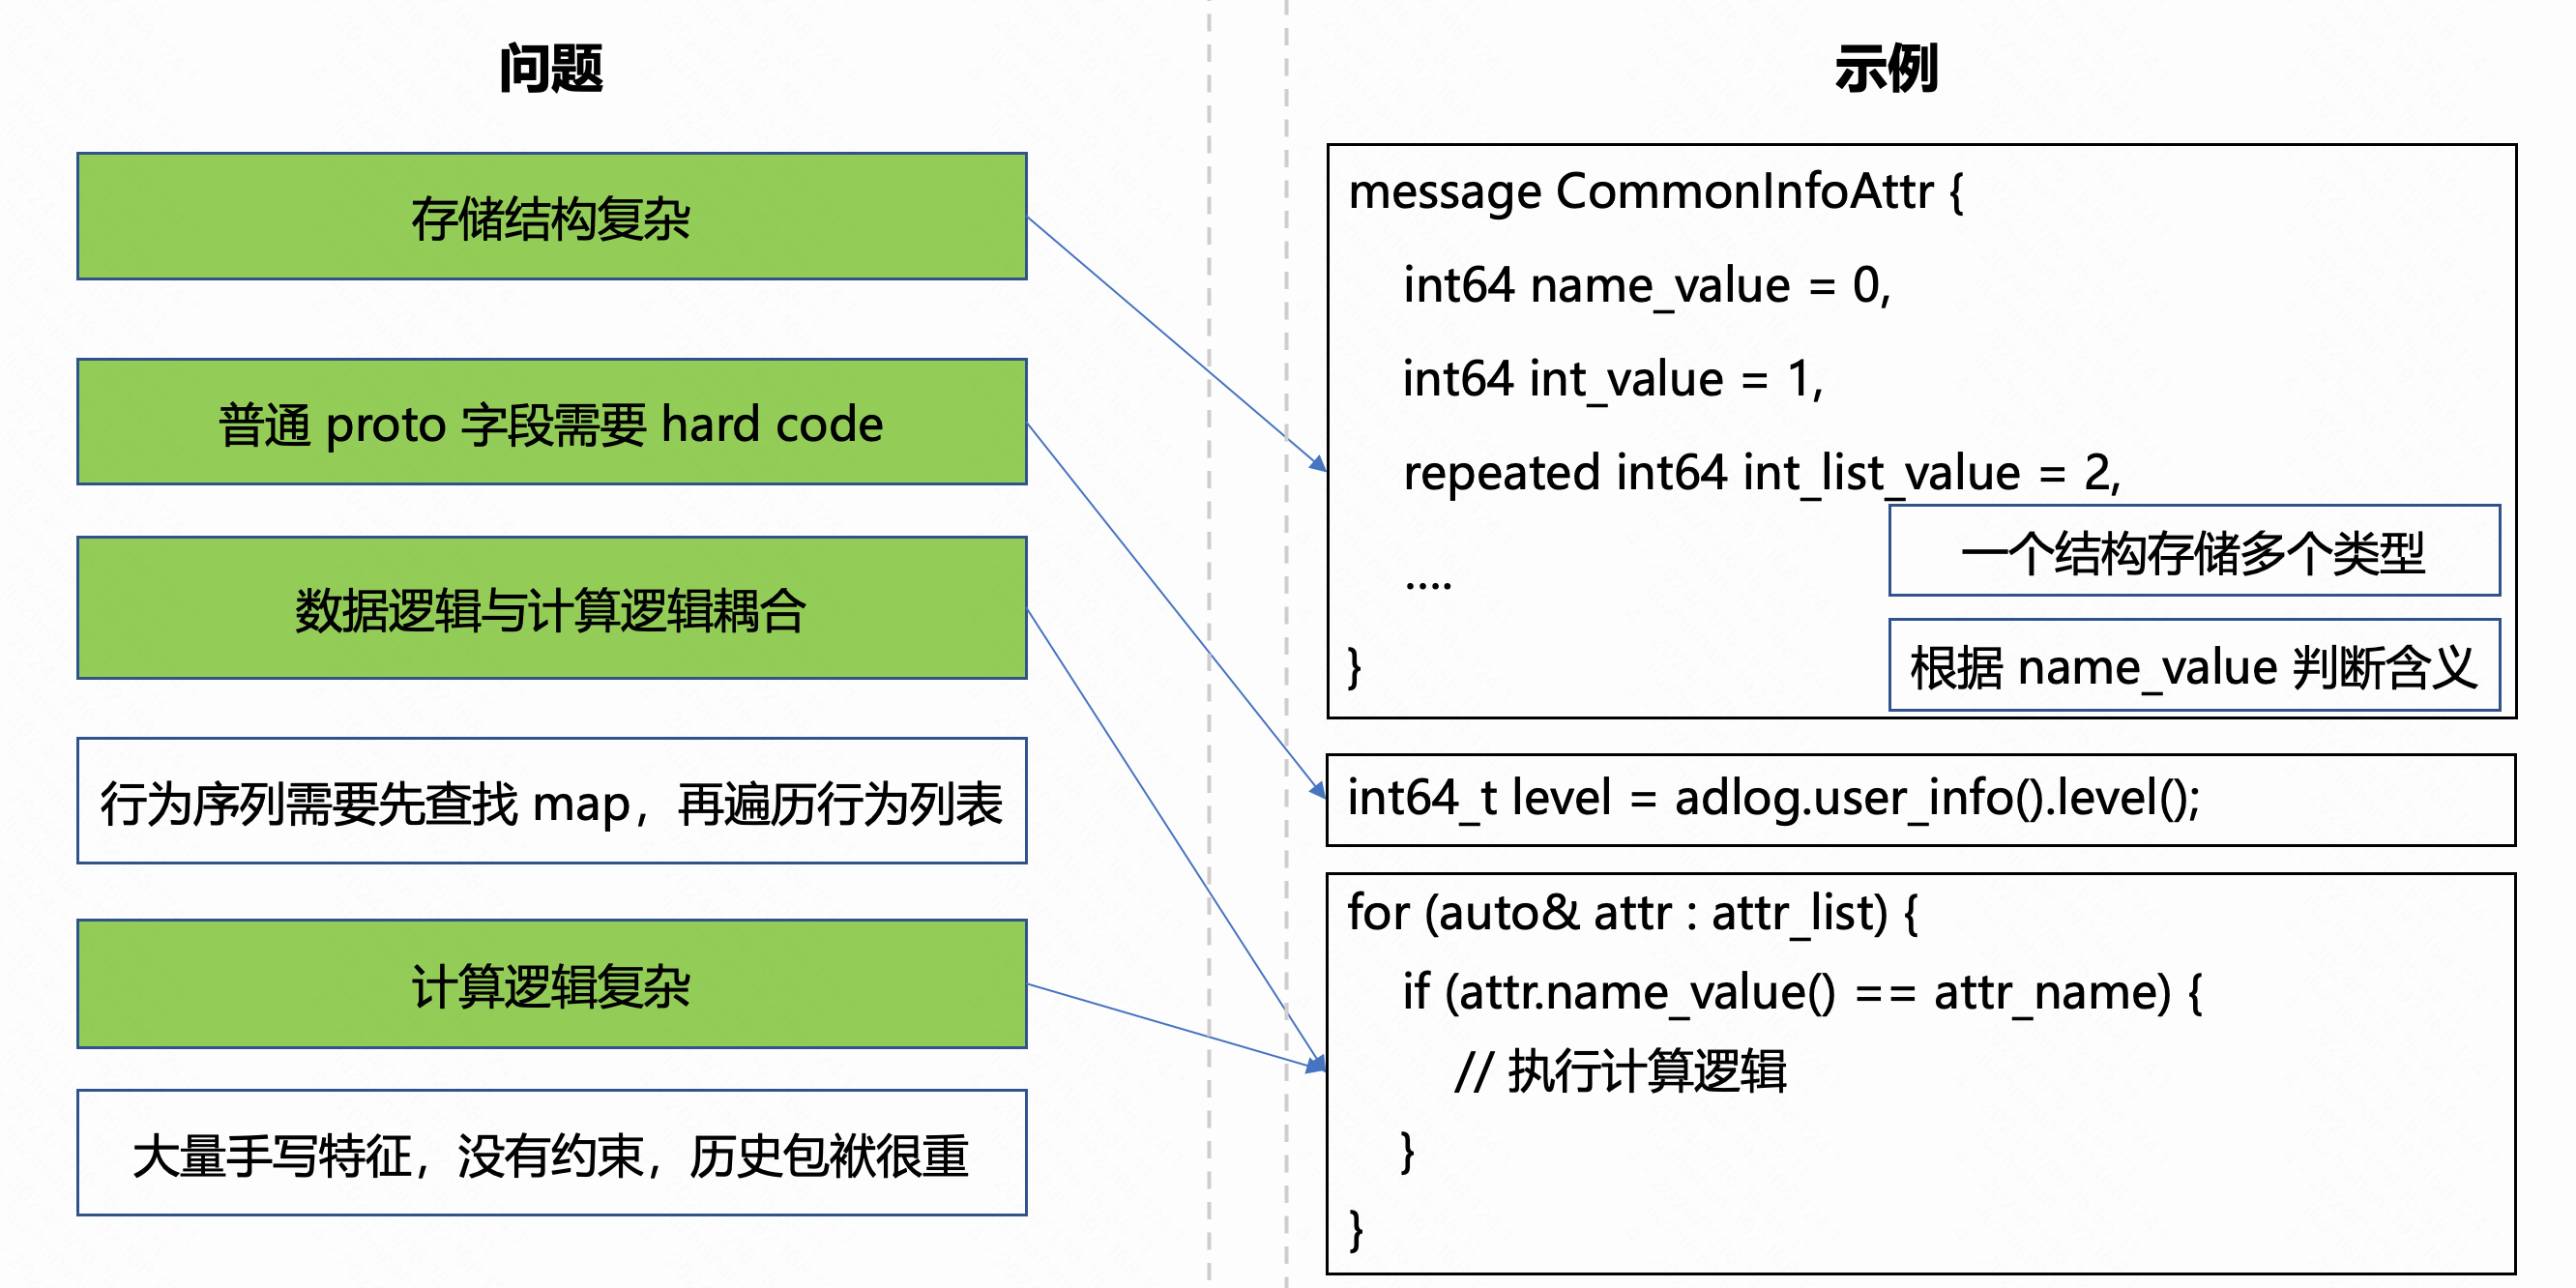 问题
存储结构复杂
普通 proto 字段需要 hard code
数据逻辑与计算逻辑耦合
行为序列需要先查找 map，再遍历行为列表
计算逻辑复杂
大量手写特征，没有约束，历史包袱很重
示例
message CommonInfoAttr {
int64 name_value = 0,
int64 int_value = 1,
repeated int64 int_list_value = 2,
一个结构存储多个类型
....
根据 name_value 判断含义
}
int64_t level = adlog.user_info().level();
for (auto& attr : attr_list) {
if (attr.name_value() == attr_name) {
// 执行计算逻辑
}
}